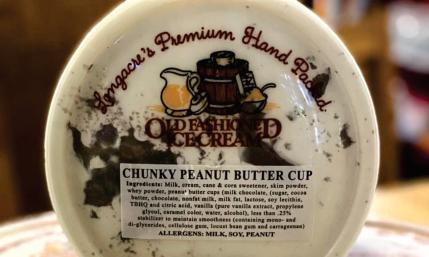 Longacre's Premium Hand Packed
OLD FASHIONED
ICE CREAM
CHUNKY PEANUT BUTTER CUP
Ingredients: Milk, cream, cane & corn sweetener, skim powder,
whey powder, peanut butter cups (milk chocolate, (sugar, cocoa
butter, chocolate, nonfat milk, milk fat, lactose, soy lecithin,
TBHQ and citric acid, vanilla (pure vanilla extract, propylene
glyol, caramel color, water, alcohol), less than .25%
stabilizer to maintain smoothness (containing mono- and
di-glycerides, cellulose gum, locust bean gum and carrageenan)
ALLERGENS: MILK, SOY, PEANUT